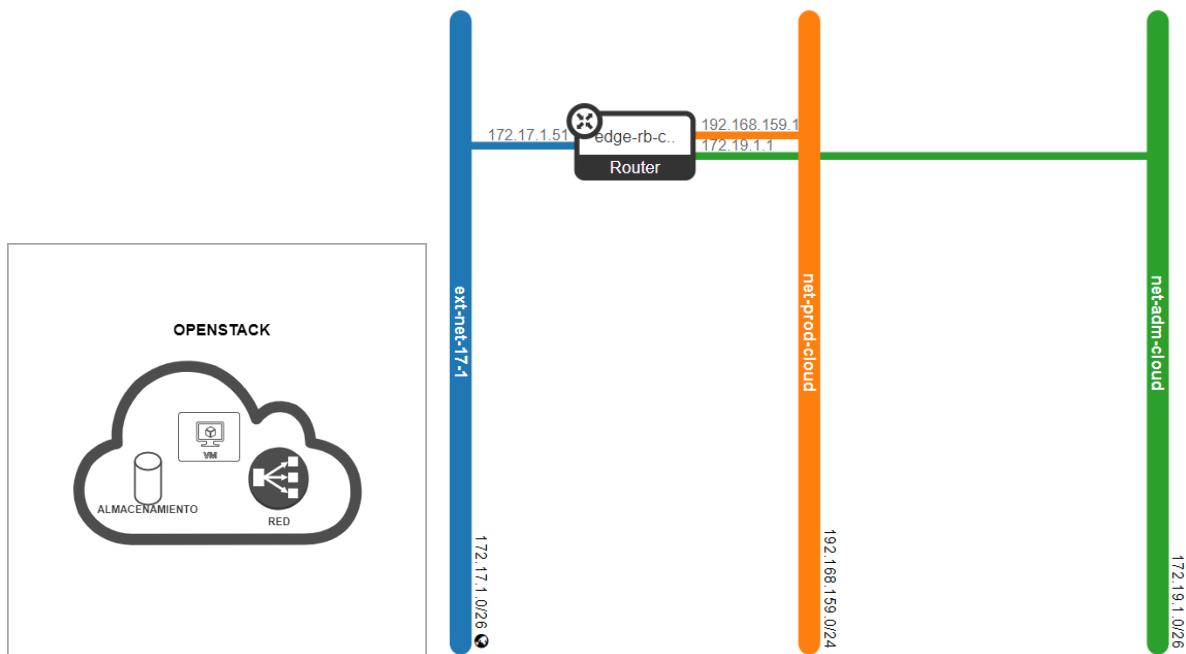 172.17.1.51
edge-rb-c..
Router
192.168.159.1
172.19.1.1
ext-net-17-1
172.17.1.0/26
net-prod-cloud
192.168.159.0/24
net-adm-cloud
172.19.1.0/26
OPENSTACK
VM
ALMACENAMIENTO
RED